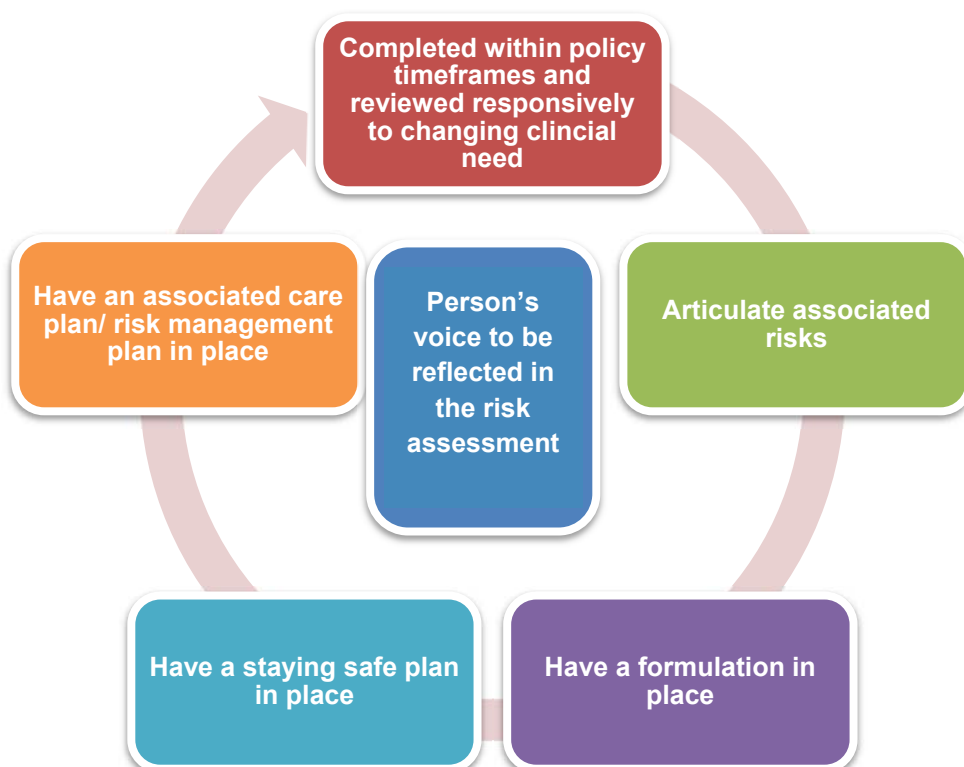 Completed within policy
timeframes and
reviewed responsively
to changing clincial
need
Articulate associated
risks
Have a formulation in
place
Have a staying safe plan
in place
Have an associated care
plan/ risk management
plan in place
Person’s
voice to be
reflected in
the risk
assessment